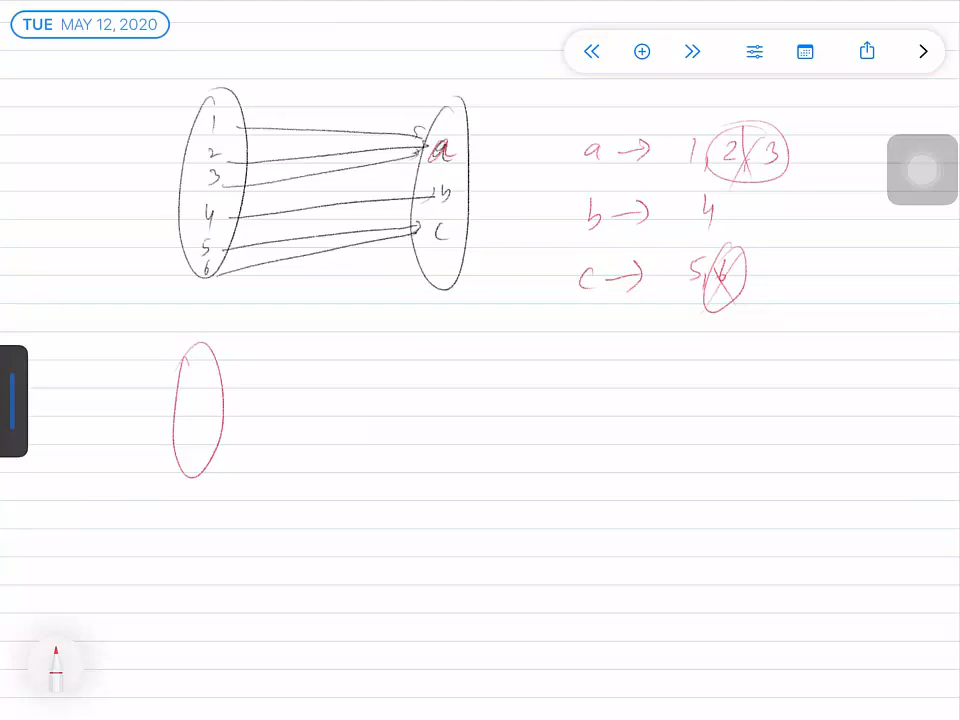 TUE MAY 12, 2020
1
2
3
4
5
6
a
b
c
a → 1, 2, 3
b → 4
c → 5, 6